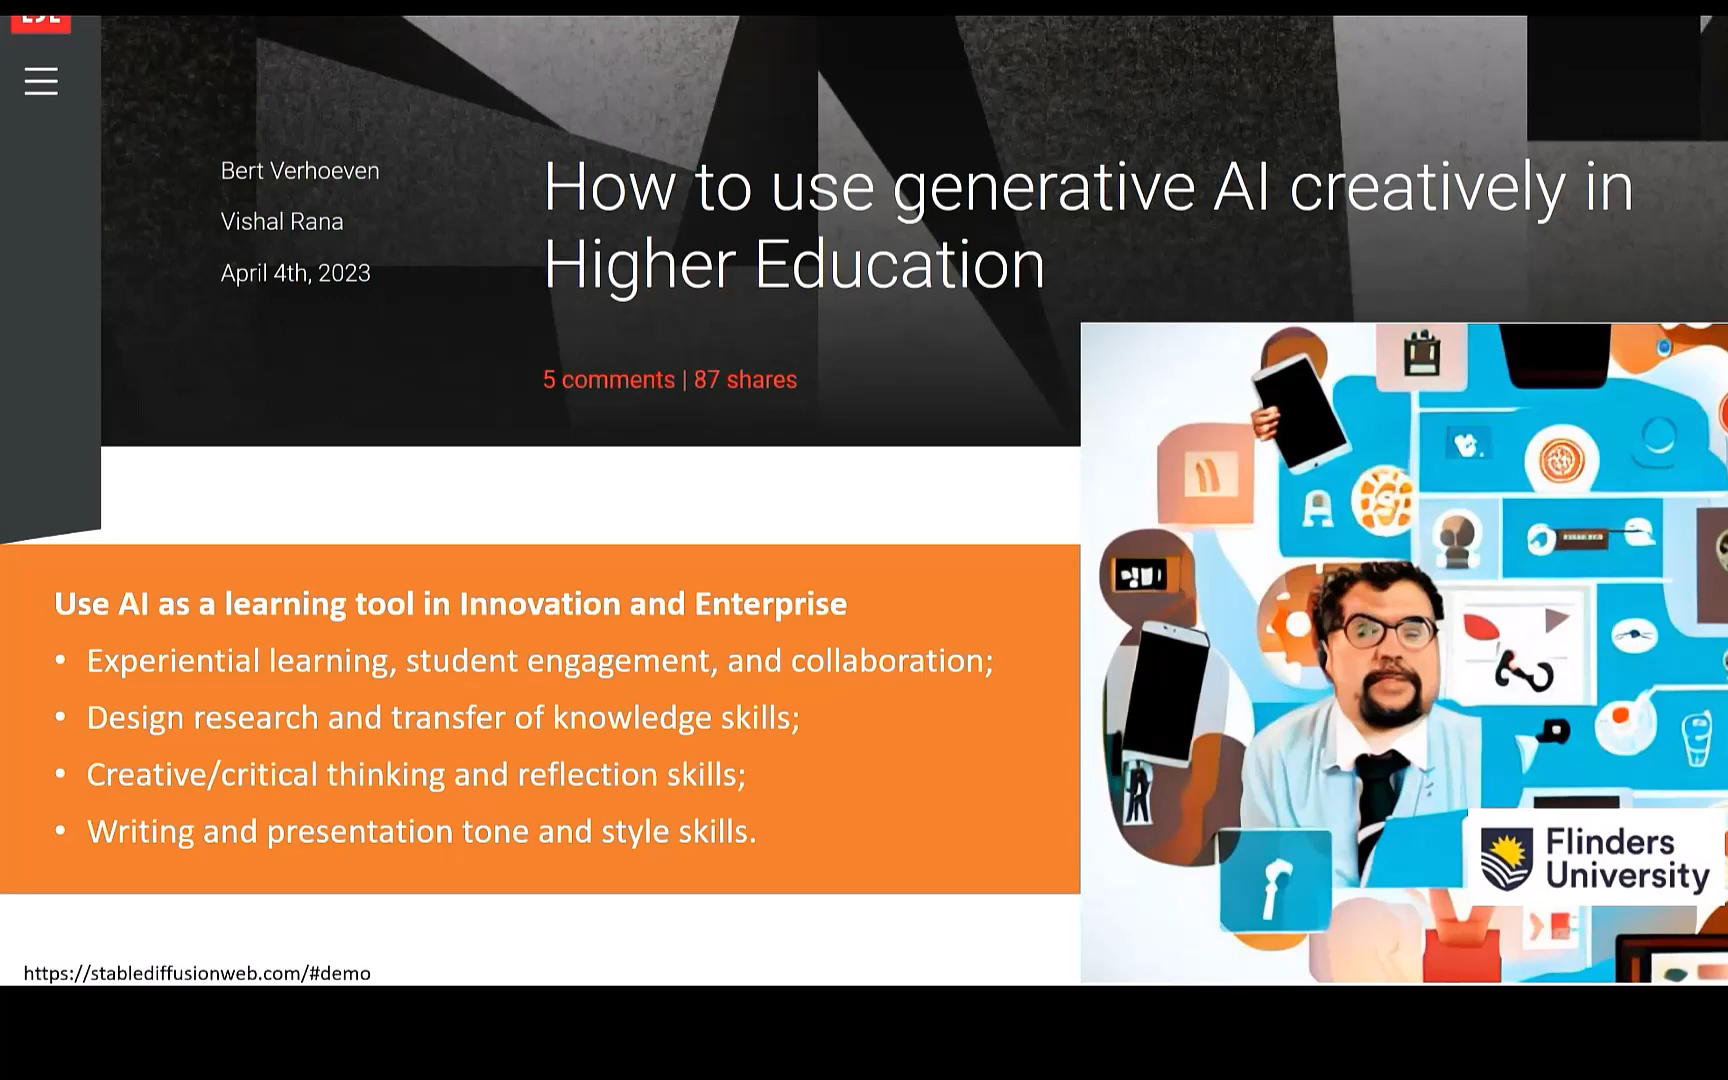 Bert Verhoeven
Vishal Rana
April 4th, 2023
How to use generative AI creatively in
Higher Education
5 comments | 87 shares
Use AI as a learning tool in Innovation and Enterprise
• Experiential learning, student engagement, and collaboration;
• Design research and transfer of knowledge skills;
• Creative/critical thinking and reflection skills;
• Writing and presentation tone and style skills.
Flinders
University
https://stablediffusionweb.com/#demo